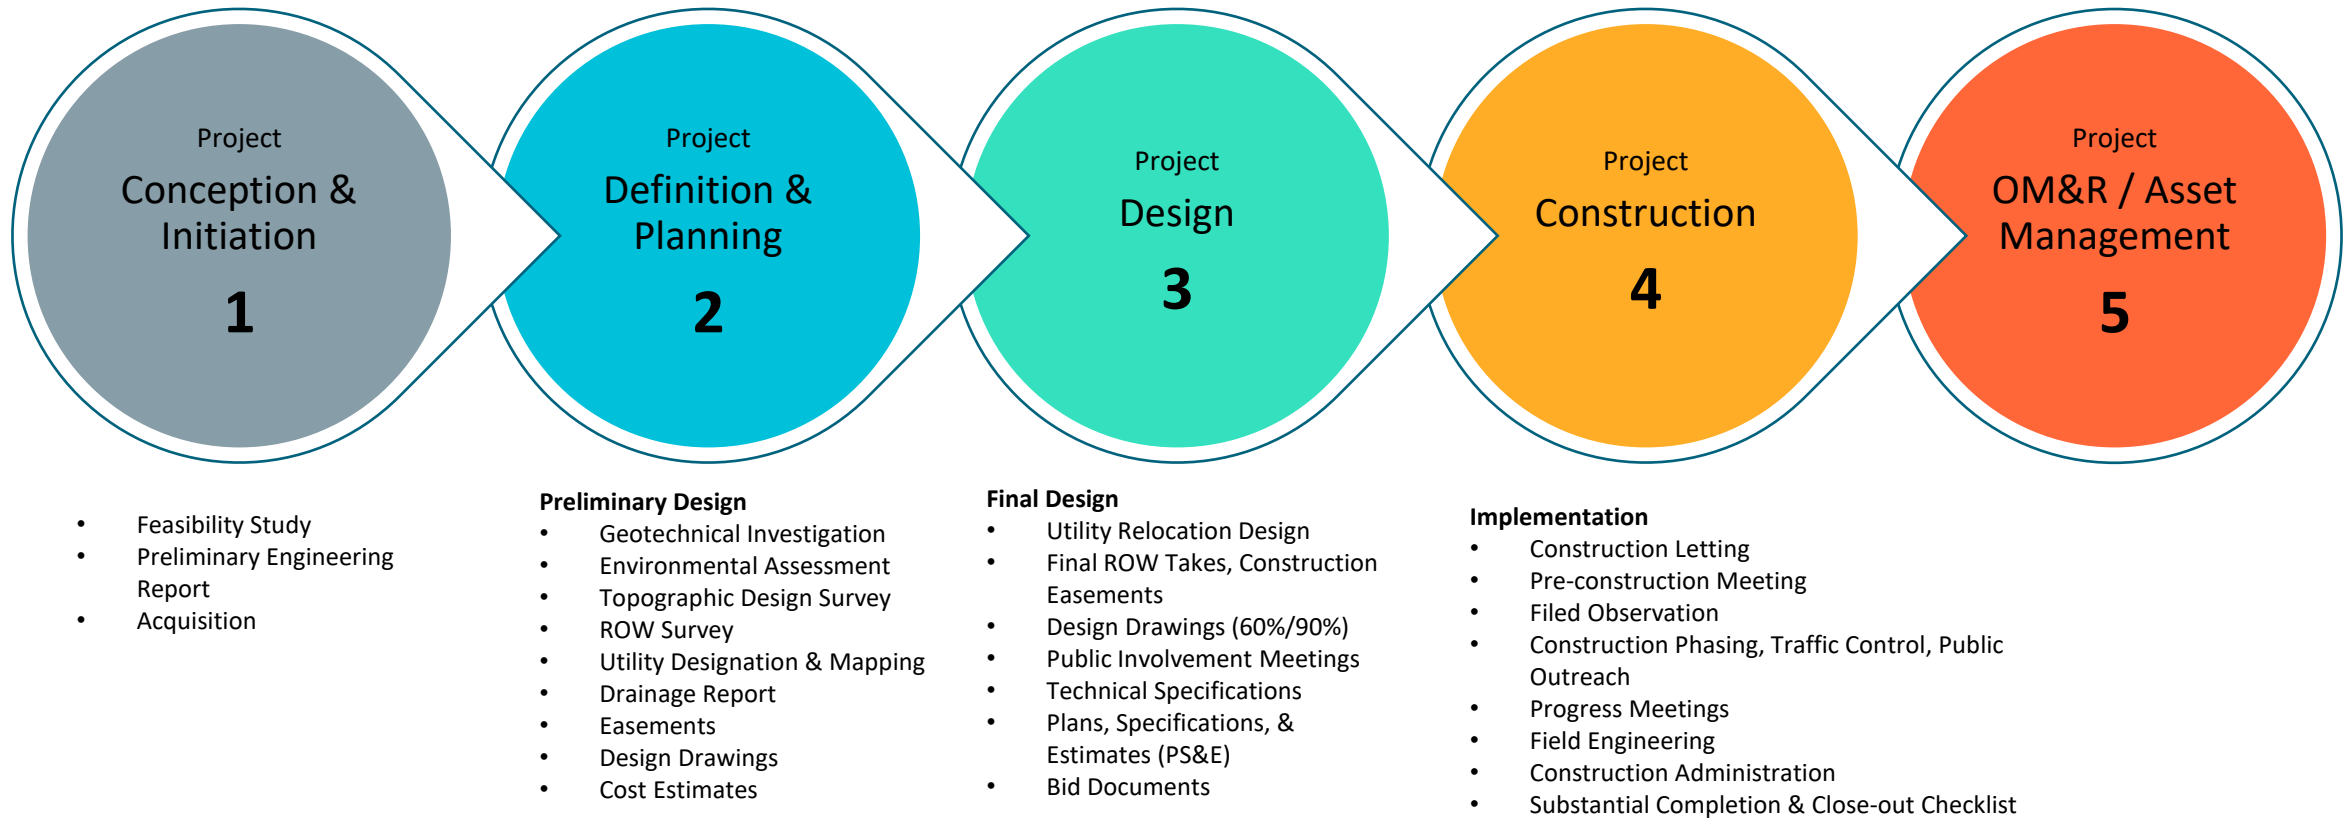 Project
Conception &
Initiation
1
Project
Definition &
Planning
2
Project
Design
3
Project
Construction
4
Project
OM&R / Asset
Management
5
• Feasibility Study
• Preliminary Engineering
Report
• Acquisition
Preliminary Design
• Geotechnical Investigation
• Environmental Assessment
• Topographic Design Survey
• ROW Survey
• Utility Designation & Mapping
• Drainage Report
• Easements
• Design Drawings
• Cost Estimates
Final Design
• Utility Relocation Design
• Final ROW Takes, Construction
Easements
• Design Drawings (60%/90%)
• Public Involvement Meetings
• Technical Specifications
• Plans, Specifications, &
Estimates (PS&E)
• Bid Documents
Implementation
• Construction Letting
• Pre-construction Meeting
• Filed Observation
• Construction Phasing, Traffic Control, Public
Outreach
• Progress Meetings
• Field Engineering
• Construction Administration
• Substantial Completion & Close-out Checklist